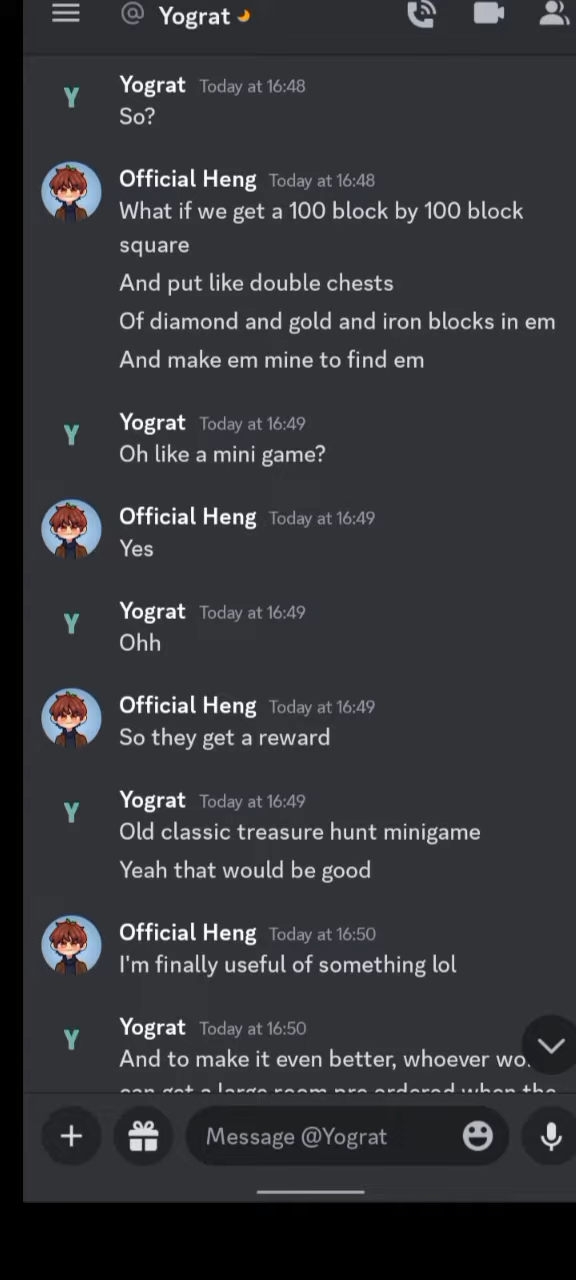 @ Yograt
Y
Yograt Today at 16:48
So?
Official Heng Today at 16:48
What if we get a 100 block by 100 block
square
And put like double chests
Of diamond and gold and iron blocks in em
And make em mine to find em
Y
Yograt Today at 16:49
Oh like a mini game?
Official Heng Today at 16:49
Yes
Y
Yograt Today at 16:49
Ohh
Official Heng Today at 16:49
So they get a reward
Y
Yograt Today at 16:49
Old classic treasure hunt minigame
Yeah that would be good
Official Heng Today at 16:50
I'm finally useful of something lol
Y
Yograt Today at 16:50
And to make it even better, whoever
can get a large room pre ordered when the
Message @Yograt